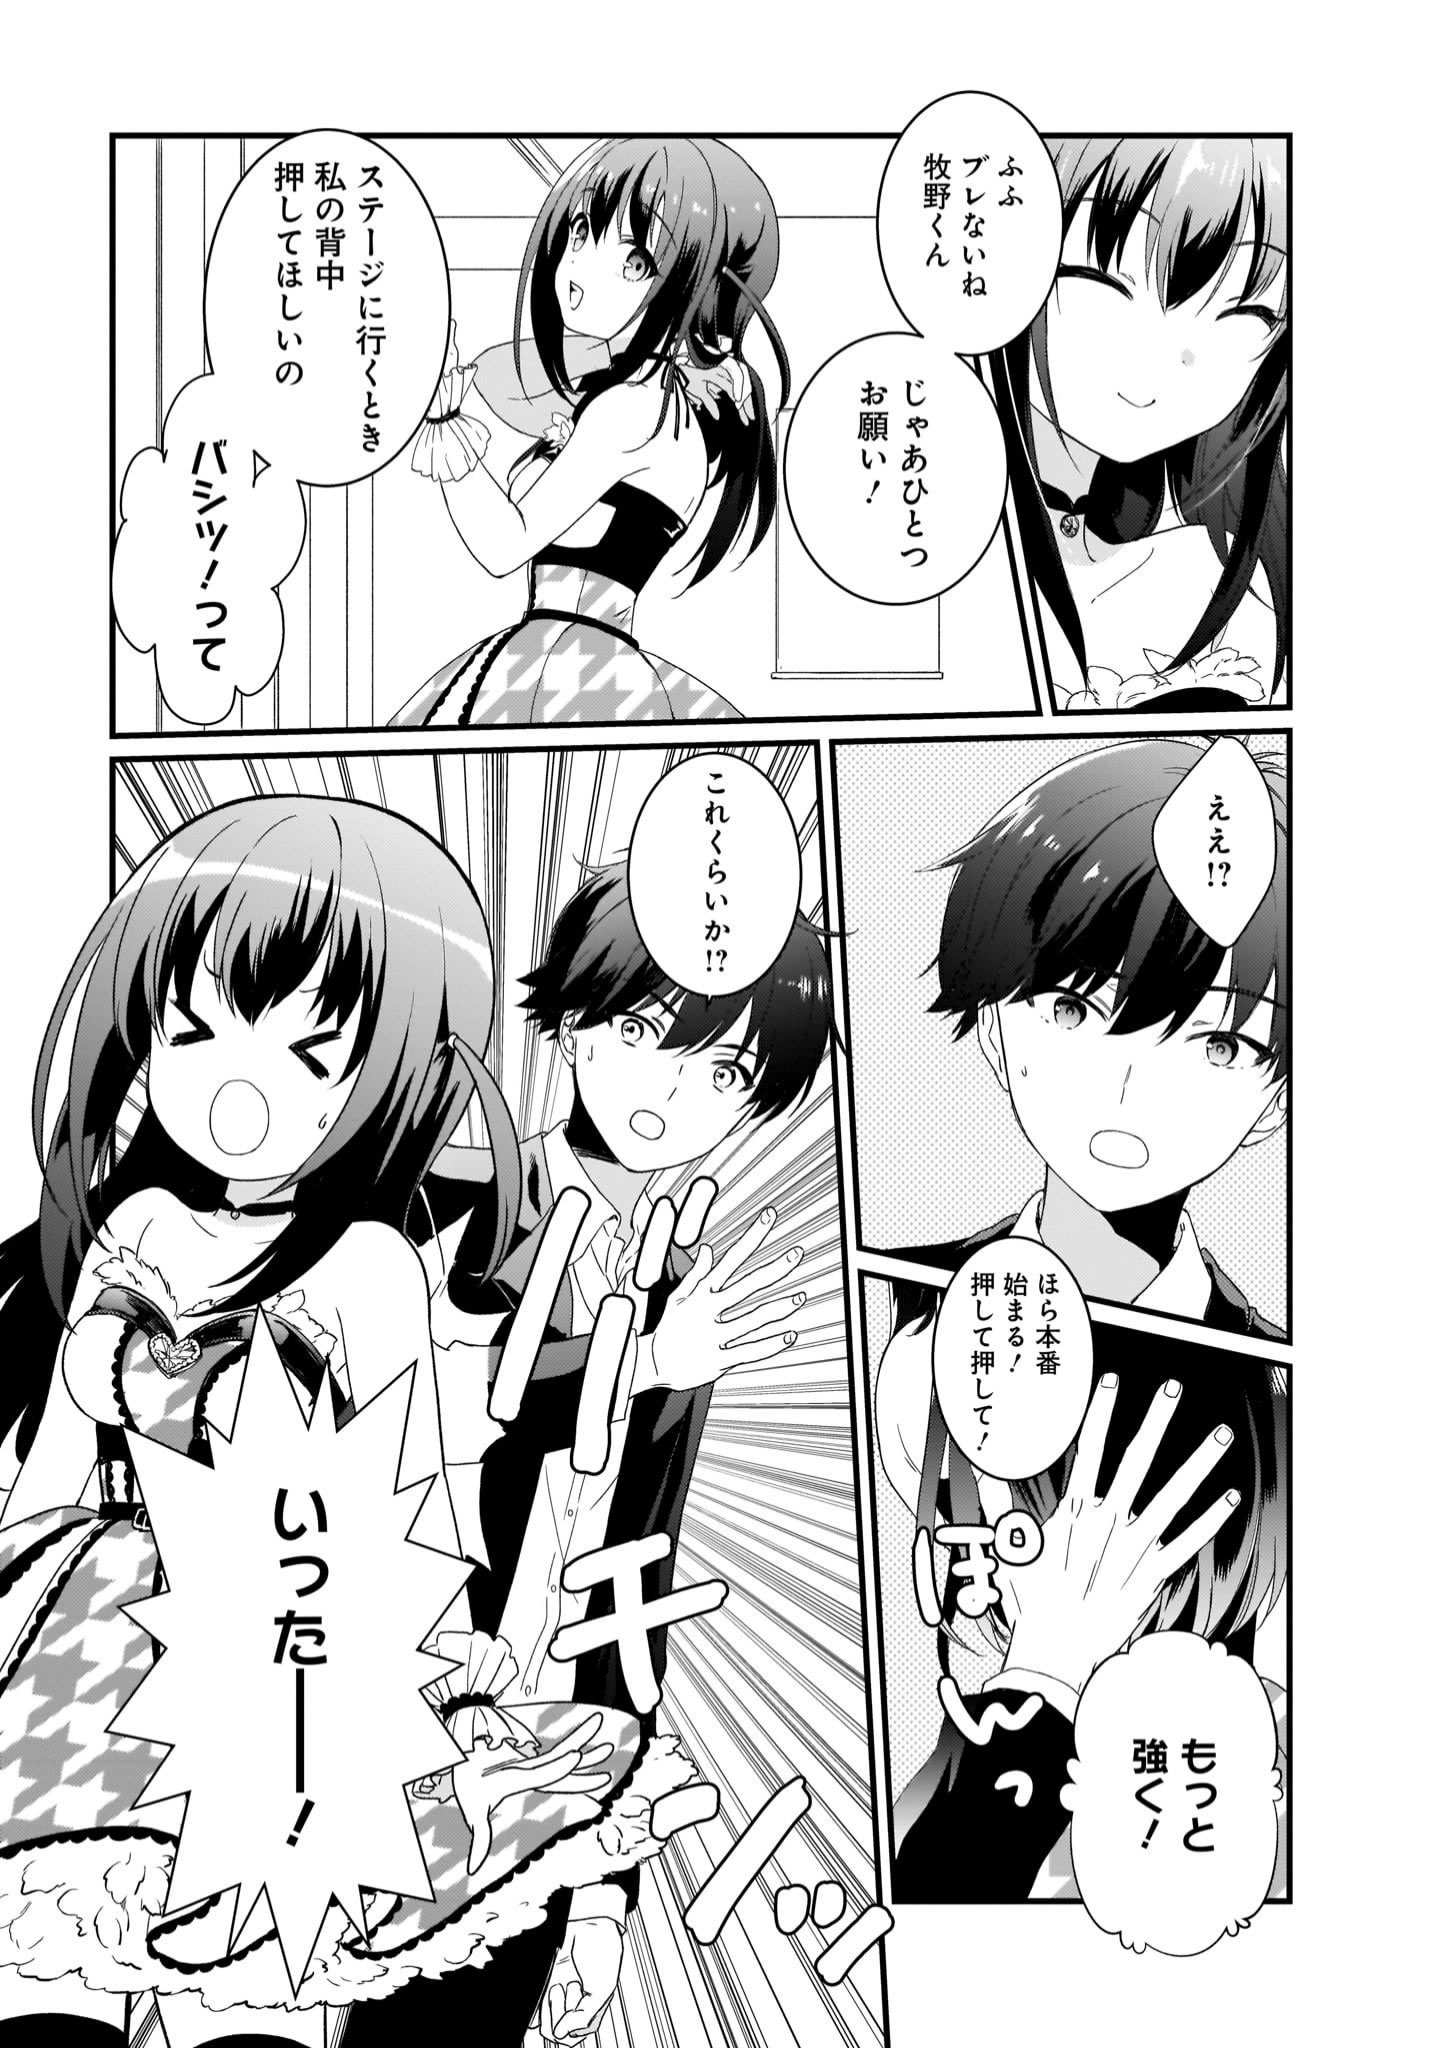 ふふ
ブレないね
牧野くん
じゃあひとつ
お願い!
ステージに行くとき
私の背中
押してほしいの
バシッ!って
ええ!?
ほら本番
始まる!
押して押して!
ぽんっ
もっと
強く!
これくらいか!?
バチンッ
いったー!